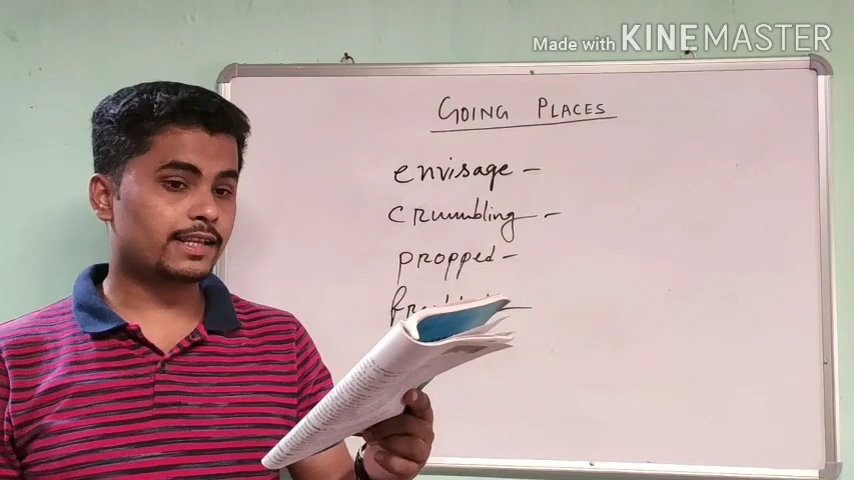 Made with KINEMASTER
GOING PLACES
envisage -
crumbling -
propped -